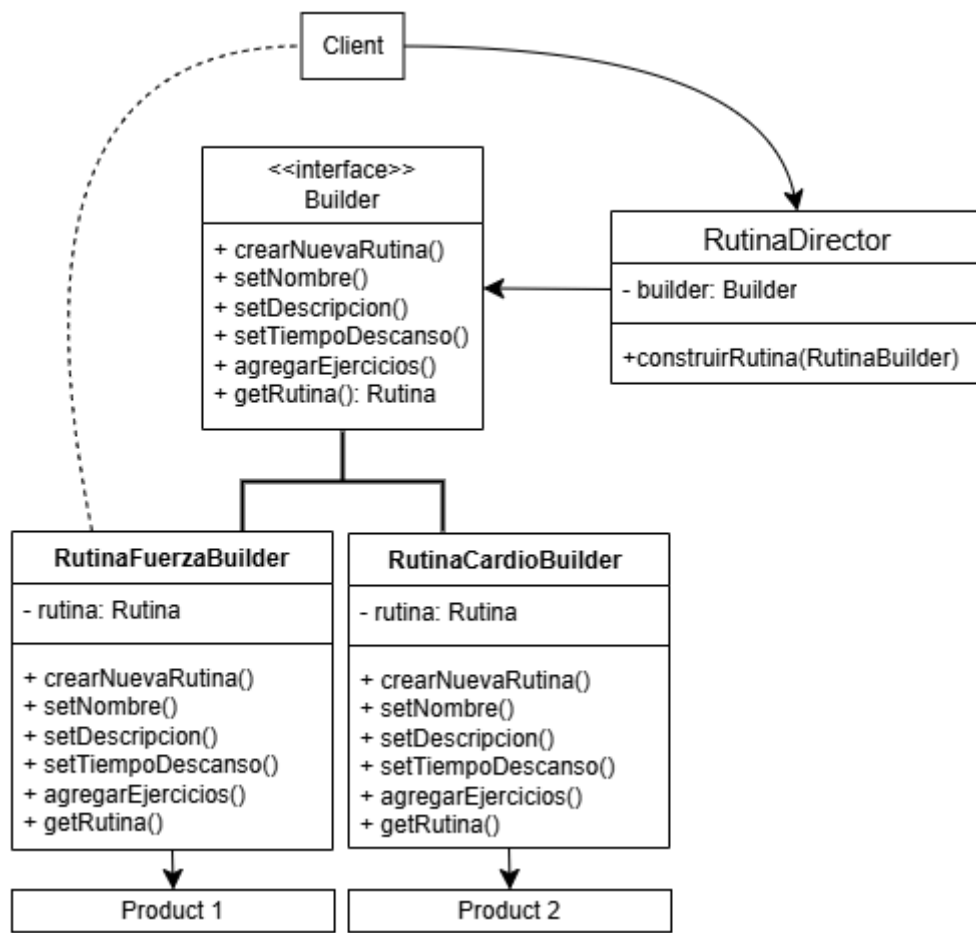 Client
<<interface>>
Builder
+ crearNuevaRutina()
+ setNombre()
+ setDescripcion()
+ setTiempoDescanso()
+ agregarEjercicios()
+ getRutina(): Rutina
RutinaDirector
- builder: Builder
+construirRutina(RutinaBuilder)
RutinaFuerzaBuilder
- rutina: Rutina
+ crearNuevaRutina()
+ setNombre()
+ setDescripcion()
+ setTiempoDescanso()
+ agregarEjercicios()
+ getRutina()
RutinaCardioBuilder
- rutina: Rutina
+ crearNuevaRutina()
+ setNombre()
+ setDescripcion()
+ setTiempoDescanso()
+ agregarEjercicios()
+ getRutina()
Product 1
Product 2